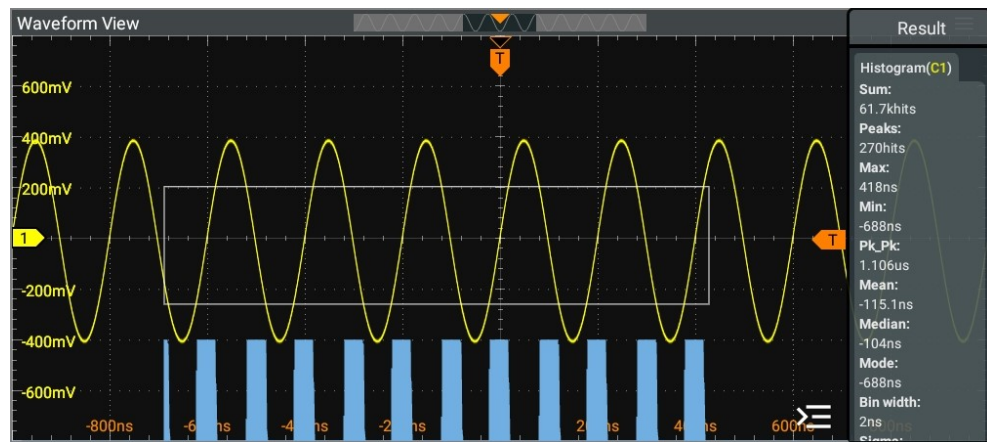 Waveform View
Result
T
600mV
Histogram(C1)
Sum:
61.7khits
Peaks:
270hits
400mV
Max:
418ns
200mV
Min:
-688ns
1
T
Pk_Pk:
1.106us
Mean:
-115.1ns
-200mV
Median:
-104ns
-400mV
Mode:
-688ns
-600mV
Bin width:
2ns
-800ns
600ns